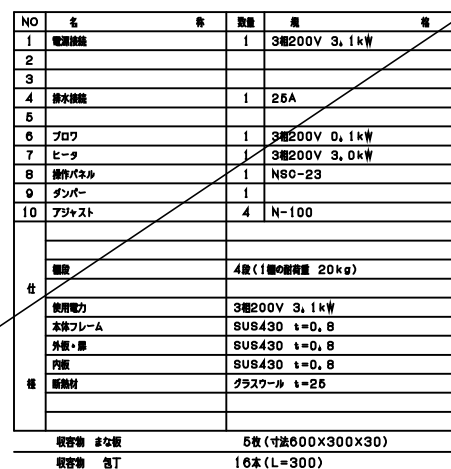 NO 名 称 数量 規 格
1 電源接続 1 3相200V 3.1kW
2
3
4 排水接続 1 25A
5
6 ブロワ 1 3相200V 0.1kW
7 ヒータ 1 3相200V 3.0kW
8 操作パネル 1 NSC-23
9 ダンパー 1
10 アジャスト 4 N-100
仕 様
棚段 4段(1棚の耐荷重 20kg)
使用電力 3相200V 3.1kW
本体フレーム SUS430 t=0.8
外板・扉 SUS430 t=0.8
内板 SUS430 t=0.8
断熱材 グラスウール t=25
収容物 まな板 5枚(寸法600X300X30)
収容物 包丁 16本(L=300)